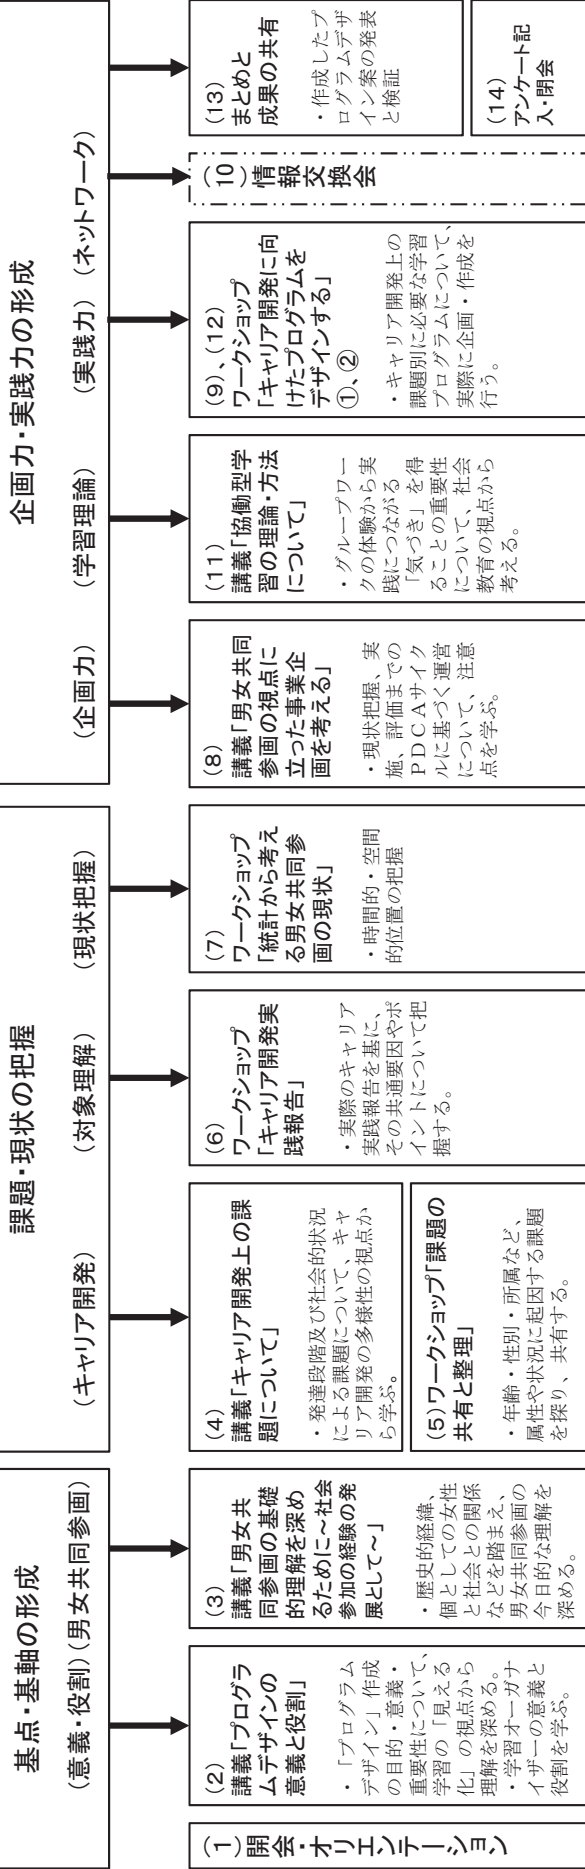 基点・基軸の形成
(意義・役割)(男女共同参画)
課題・現状の把握
(キャリア開発)
(対象理解)
(現状把握)
企画力・実践力の形成
(企画力)
(学習理論)
(実践力)
(ネットワーク)
(1)開会・オリエンテーション
(2)
講義「プログラ
ムデザインの
意義と役割」
・「プログラム
デザイン」作成
の目的・意義・
重要性について、
学習の「見える
化」の視点から
理解を深める。
・学習オーガナ
イザーの意義と
役割を学ぶ。
(3)
講義「男女共
同参画の基礎
的理解を深め
るために~社会
参加の経験の発
展として~」
・歴史的経緯、
個としての女性
と社会との関係
などを踏まえ、
男女共同参画の
今日的な理解を
深める。
(4)
講義「キャリア開発上の課
題について」
・発達段階及び社会的状況
による課題について、キャ
リア開発の多様性の視点か
ら学ぶ。
(5)ワークショップ「課題の
共有と整理」
・年齢・性別・所属など、
属性や状況に起因する課題
を探り、共有する。
(6)
ワークショップ
「キャリア開発実
践報告」
・実際のキャリア
実践報告を基に、
その共通要因やポ
イントについて把
握する。
(7)
ワークショップ
「統計から考え
る男女共同参
画の現状」
・時間的・空間
的位置の把握
(8)
講義「男女共同
参画の視点に
立った事業企
画を考える」
・現状把握、実
施、評価までの
PDCAサイク
ルに基づく運営
について、注意
点を学ぶ。
(11)
講義「協働型学
習の理論・方法
について」
・グループワー
クの体験から実
践につながる
「気づき」を得
ることの重要性
について、社会
教育の視点から
考える。
(9)、(12)
ワークショップ
「キャリア開発に向
けたプログラムを
デザインする」
①、②
・キャリア開発上の
課題別に必要な学習
プログラムについて、
実際に企画・作成を
行う。
(10)情報交換会
(13)
まとめと
成果の共有
・作成したプ
ログラムデザ
イン案の発表
と検証
(14)
アンケート記
入・閉会